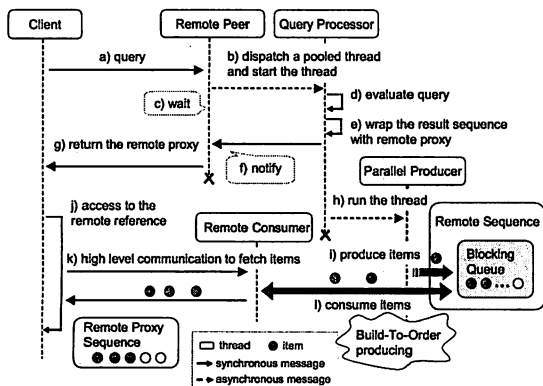 Client
Remote Peer
Query Processor
a) query
b) dispatch a pooled thread
and start the thread
c) wait
d) evaluate query
e) wrap the result sequence
with remote proxy
g) return the remote proxy
f) notify
Parallel Producer
h) run the thread
j) access to the
remote reference
Remote Consumer
Remote Sequence
k) high level communication to fetch items
i) produce items
Blocking
Queue
...
l) consume items
Remote Proxy
Sequence
Build-To-Order
producing
thread
item
synchronous message
asynchronous message